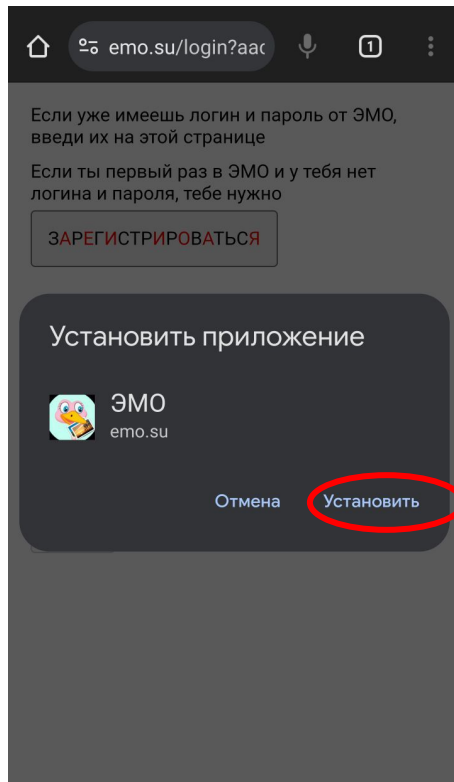 emo.su/login?aac
1
Если уже имеешь логин и пароль от ЭМО,
введи их на этой странице
Если ты первый раз в ЭМО и у тебя нет
логина и пароля, тебе нужно
ЗАРЕГИСТРИРОВАТЬСЯ
Установить приложение
ЭМО
emo.su
Отмена Установить